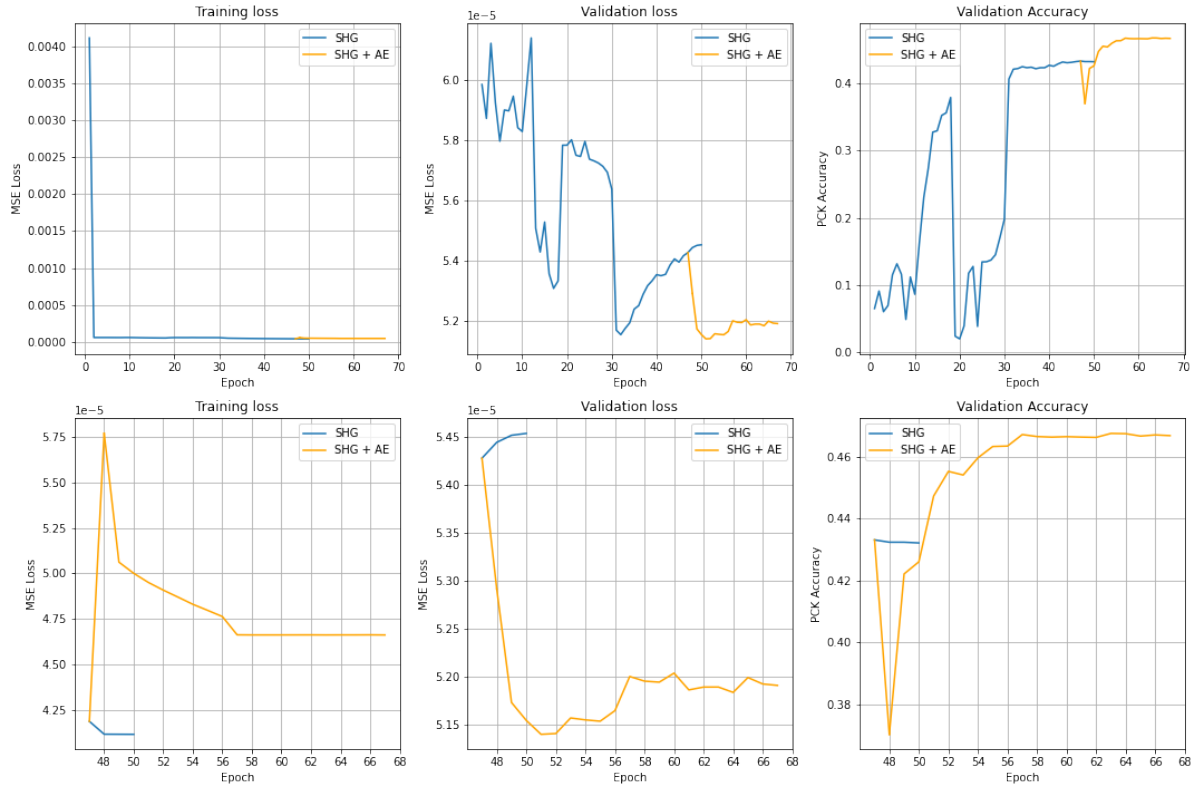 Training loss
SHG
SHG + AE
0.0040
0.0035
0.0030
0.0025
0.0020
0.0015
0.0010
0.0005
0.0000
MSE Loss
0 10 20 30 40 50 60 70
Epoch
Validation loss
1e−5
SHG
SHG + AE
6.0
5.8
5.6
5.4
5.2
MSE Loss
0 10 20 30 40 50 60 70
Epoch
Validation Accuracy
SHG
SHG + AE
0.4
0.3
0.2
0.1
0.0
PCK Accuracy
0 10 20 30 40 50 60 70
Epoch
Training loss
1e−5
SHG
SHG + AE
5.75
5.50
5.25
5.00
4.75
4.50
4.25
MSE Loss
48 50 52 54 56 58 60 62 64 66 68
Epoch
Validation loss
1e−5
SHG
SHG + AE
5.45
5.40
5.35
5.30
5.25
5.20
5.15
MSE Loss
48 50 52 54 56 58 60 62 64 66 68
Epoch
Validation Accuracy
SHG
SHG + AE
0.46
0.44
0.42
0.40
0.38
PCK Accuracy
48 50 52 54 56 58 60 62 64 66 68
Epoch